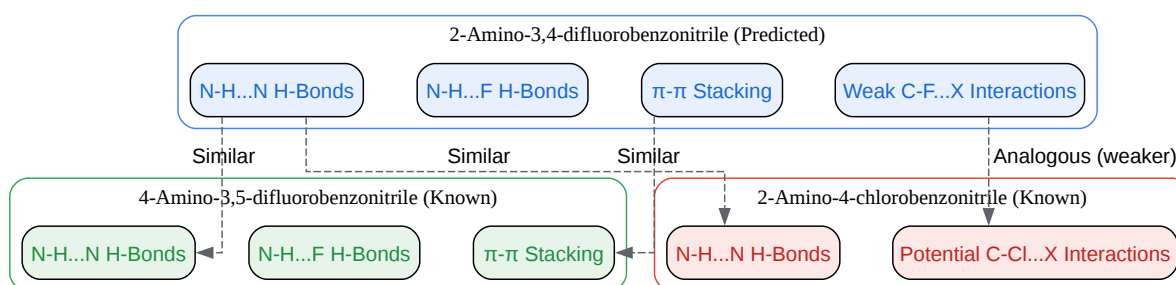 2-Amino-3,4-difluorobenzonitrile (Predicted)
N-H...N H-Bonds
N-H...F H-Bonds
π-π Stacking
Weak C-F...X Interactions
Similar
Similar
Similar
Analogous (weaker)
4-Amino-3,5-difluorobenzonitrile (Known)
2-Amino-4-chlorobenzonitrile (Known)
N-H...N H-Bonds
N-H...F H-Bonds
π-π Stacking
N-H...N H-Bonds
Potential C-Cl...X Interactions